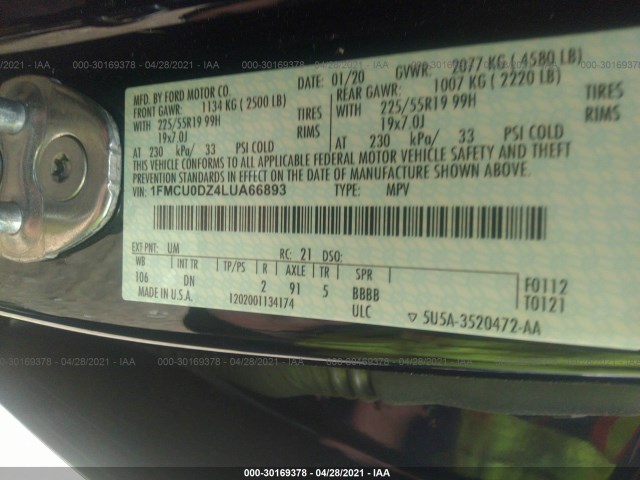 000-30169378 - 04/28/2021 - IAA
MFD. BY FORD MOTOR CO.
DATE: 01/20 GVWR: 2077 KG ( 4580 LB)
FRONT GAWR: 1134 KG ( 2500 LB)
REAR GAWR: 1007 KG ( 2220 LB)
WITH 225/55R19 99H TIRES
WITH 225/55R19 99H TIRES
19x7.0J RIMS
19x7.0J RIMS
AT 230 kPa/ 33 PSI COLD
AT 230 kPa/ 33 PSI COLD
THIS VEHICLE CONFORMS TO ALL APPLICABLE FEDERAL MOTOR VEHICLE SAFETY AND THEFT
PREVENTION STANDARDS IN EFFECT ON THE DATE OF MANUFACTURE SHOWN ABOVE.
VIN: 1FMCU0DZ4LUA66893 TYPE: MPV
EXT PNT: UM RC: 21 DSO:
WB INT TR TP/PS R AXLE TR SPR
106 DN 2 91 5 BBBB
MADE IN U.S.A. 1202001134174 ULC
F0112
T0121
▽ 5U5A-3520472-AA
000-30169378 - 04/28/2021 - IAA
000-30169378 - 04/28/2021 - IAA